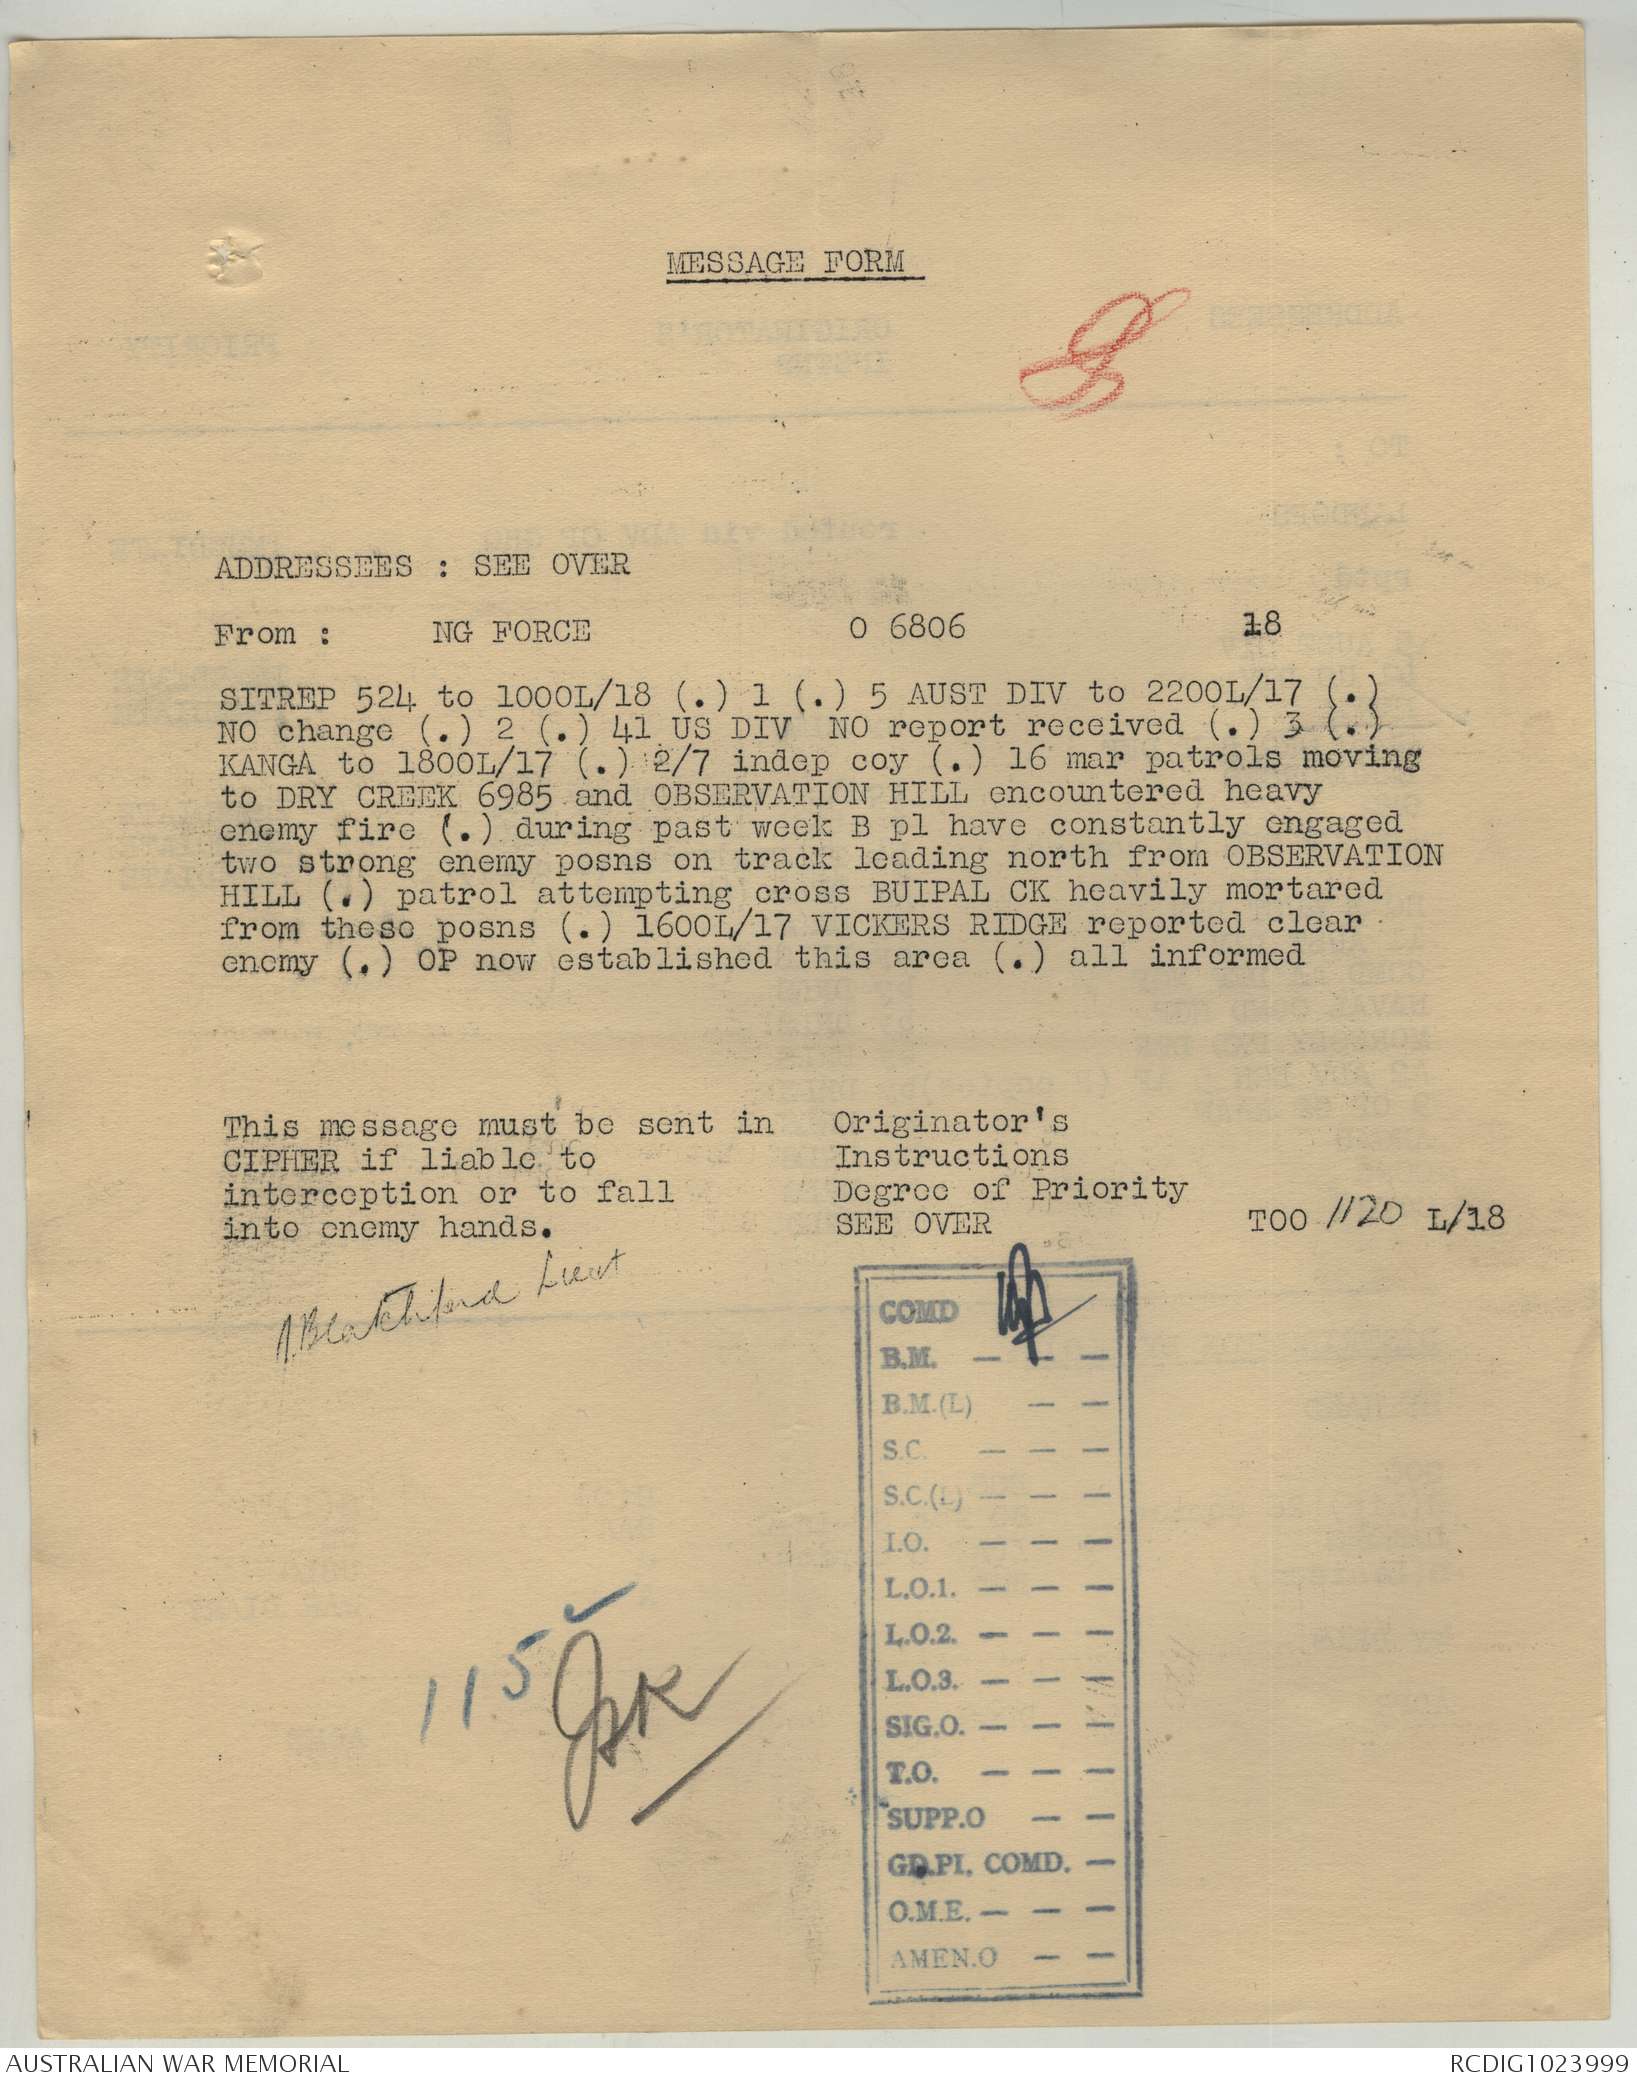 MESSAGE FORM
ADDRESSEES : SEE OVER
From : NG FORCE O 6806 18
SITREP 524 to 1000L/18 (.) 1 (.) 5 AUST DIV to 2200L/17 (.)
NO change (.) 2 (.) 41 US DIV NO report received (.) 3 (.)
KANGA to 1800L/17 (.) 2/7 indep coy (.) 16 mar patrols moving
to DRY CREEK 6985 and OBSERVATION HILL encountered heavy
enemy fire (.) during past week B pl have constantly engaged
two strong enemy posns on track leading north from OBSERVATION
HILL (.) patrol attempting cross BUIPAL CK heavily mortared
from these posns (.) 1600L/17 VICKERS RIDGE reported clear
enemy (.) OP now established this area (.) all informed
This message must be sent in
CIPHER if liable to
interception or to fall
into enemy hands.
Originator's
Instructions
Degree of Priority
SEE OVER
TOO 1120 L/18
Lieut
COMD
B.M. — — —
B.M.(L) — —
S.C. — — —
S.C.(L) — — —
I.O. — — —
L.O.1. — — —
L.O.2. — — —
L.O.3. — — —
SIG.O. — — —
T.O. — — —
SUPP.O — —
GD.PL. COMD. —
O.M.E. — — —
AMEN.O — —
115
AUSTRALIAN WAR MEMORIAL
RCDIG1023999